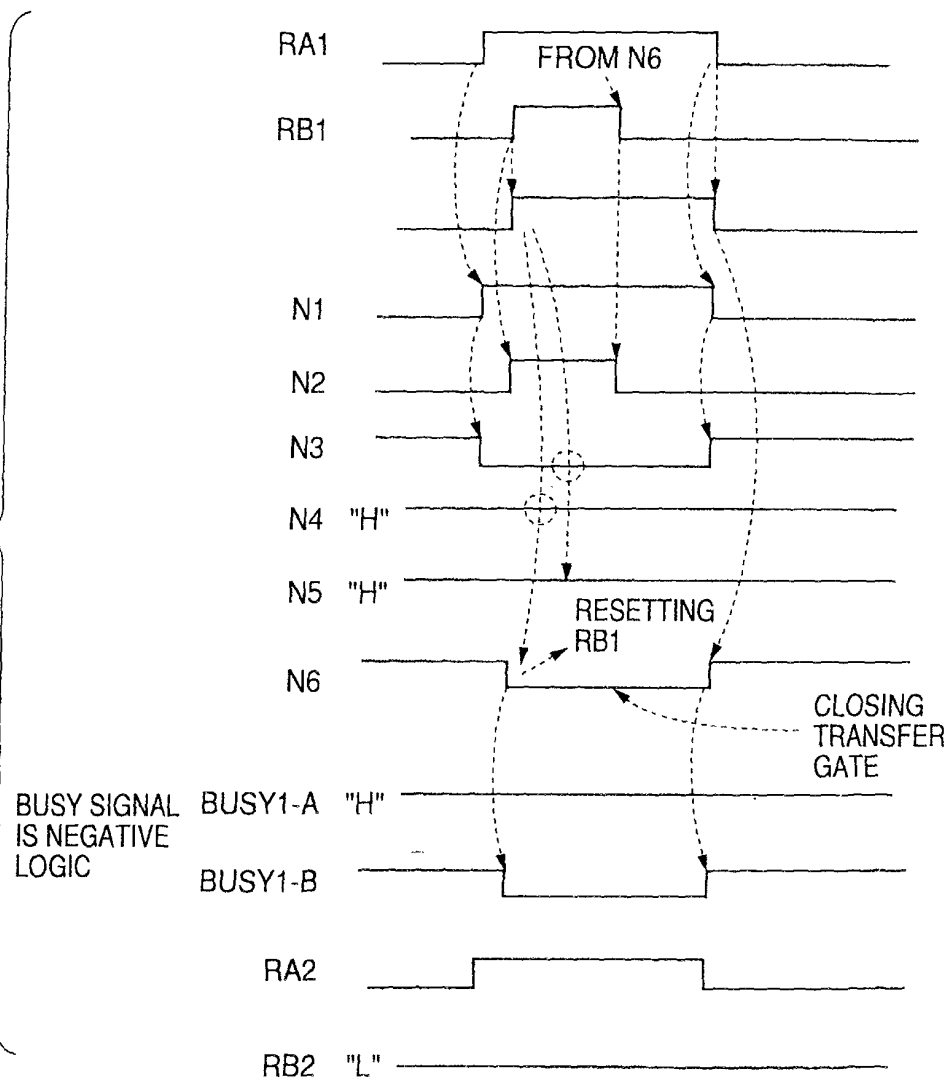 RA1
FROM N6
RB1
N1
N2
N3
N4 "H"
N5 "H"
RESETTING
RB1
N6
CLOSING
TRANSFER
GATE
BUSY SIGNAL
IS NEGATIVE
LOGIC
BUSY1-A "H"
BUSY1-B
RA2
RB2 "L"